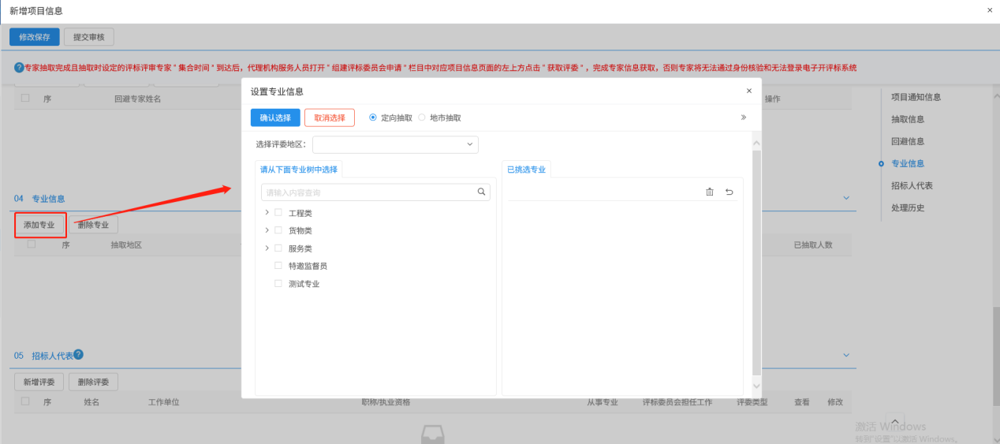 新增项目信息
修改保存 提交审核
专家抽取完成且抽取时设定的评标评审专家“集合时间”到达后，代理机构服务人员打开“组建评标委员会申请”栏目中对应项目信息页面的左上方点击“获取评委”，完成专家信息获取，否则专家将无法通过身份核验和无法登录电子开评标系统
序 回避专家姓名 操作
设置专业信息
确认选择 取消选择 定向抽取 地市抽取
选择评委地区：
请从下面专业树中选择 已挑选专业
请输入内容查询
工程类
货物类
服务类
特邀监督员
测试专业
04 专业信息
添加专业 删除专业
序 抽取地区 已抽取人数
05 招标人代表
新增评委 删除评委
序 姓名 工作单位 职称/执业资格 从事专业 评标委员会担任工作 评委类型 查看 修改
项目通知信息
抽取信息
回避信息
专业信息
招标人代表
处理历史
激活 Windows
转到"设置"以激活 Windows。